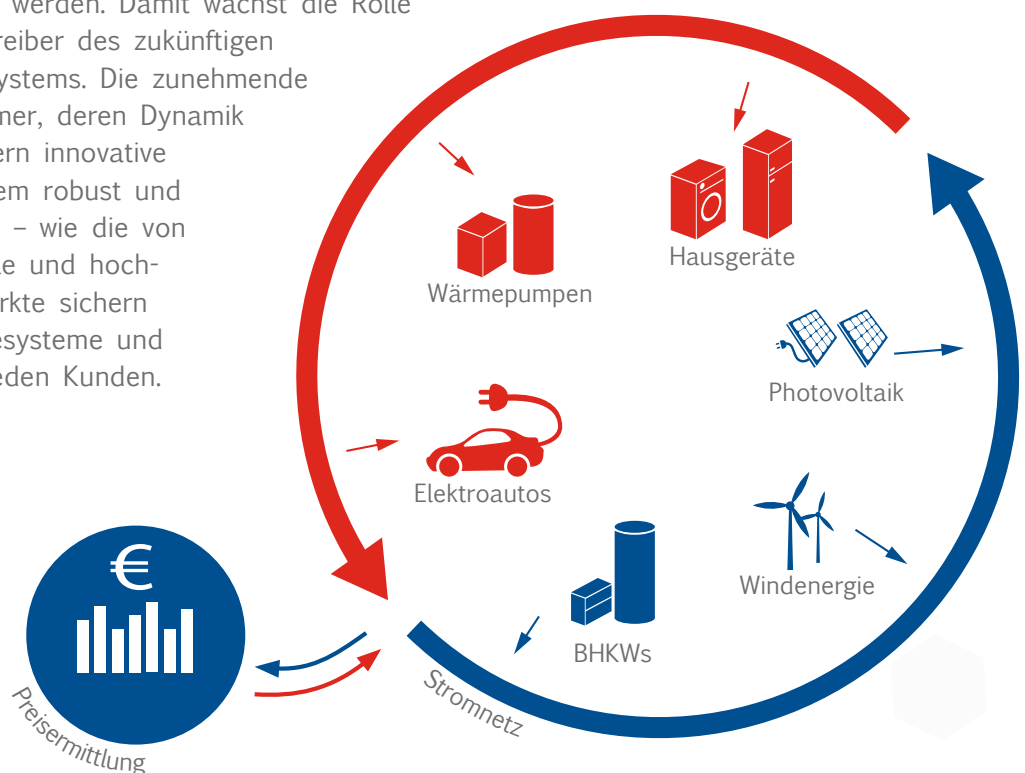 werden. Damit wächst die Rolle
reiber des zukünftigen
ystems. Die zunehmende
mer, deren Dynamik
ern innovative
em robust und
– wie die von
le und hoch-
rkte sichern
esysteme und
eden Kunden.
Hausgeräte
Wärmepumpen
Photovoltaik
Elektroautos
Windenergie
€
BHKWs
Stromnetz
Preisermittlung